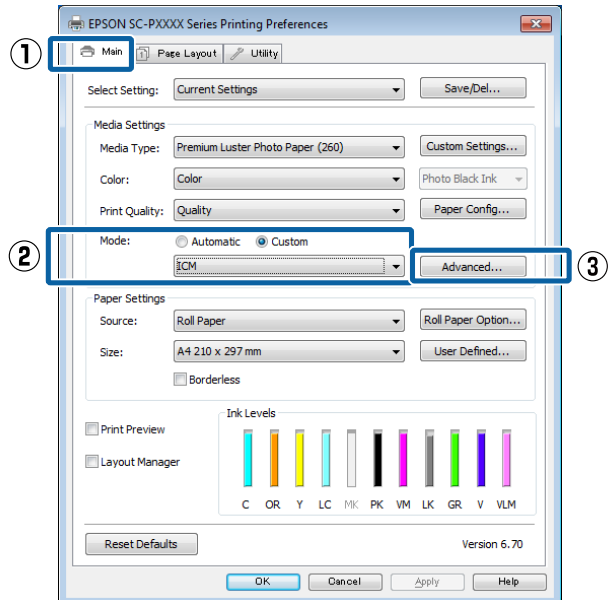 EPSON SC-PXXXX Series Printing Preferences
① Main Page Layout Utility
Select Setting: Current Settings Save/Del...
Media Settings
Media Type: Premium Luster Photo Paper (260) Custom Settings...
Color: Color Photo Black Ink
Print Quality: Quality Paper Config...
Mode: Automatic Custom
② ICM Advanced... ③
Paper Settings
Source: Roll Paper Roll Paper Option...
Size: A4 210 x 297 mm User Defined...
Borderless
Ink Levels
Print Preview
Layout Manager
C OR Y LC MK PK VM LK GR V VLM
Reset Defaults Version 6.70
OK Cancel Apply Help